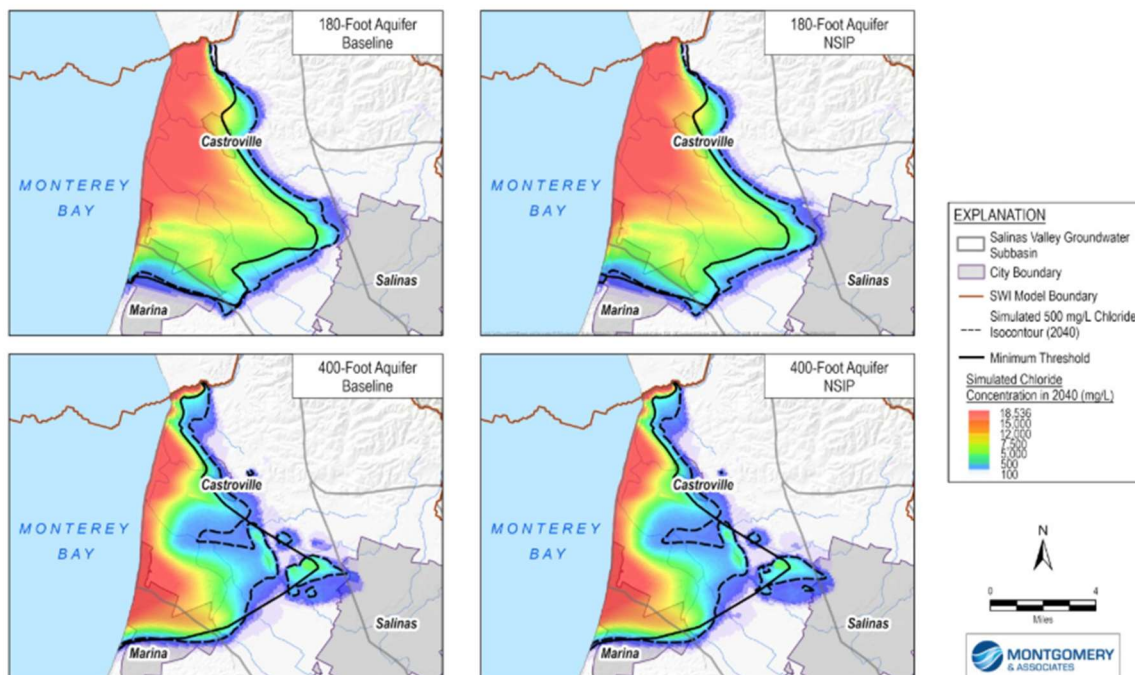 180-Foot Aquifer
Baseline
Castroville
MONTEREY
BAY
Marina
Salinas
180-Foot Aquifer
NSIP
Castroville
MONTEREY
BAY
Marina
Salinas
400-Foot Aquifer
Baseline
Castroville
MONTEREY
BAY
Marina
Salinas
400-Foot Aquifer
NSIP
Castroville
MONTEREY
BAY
Marina
Salinas
EXPLANATION
Salinas Valley Groundwater
Subbasin
City Boundary
SWI Model Boundary
Simulated 500 mg/L Chloride
Isocontour (2040)
Minimum Threshold
Simulated Chloride
Concentration in 2040 (mg/L)
18,536
15,000
12,000
7,500
5,000
500
100
N
0 4
Miles
MONTGOMERY
& ASSOCIATES